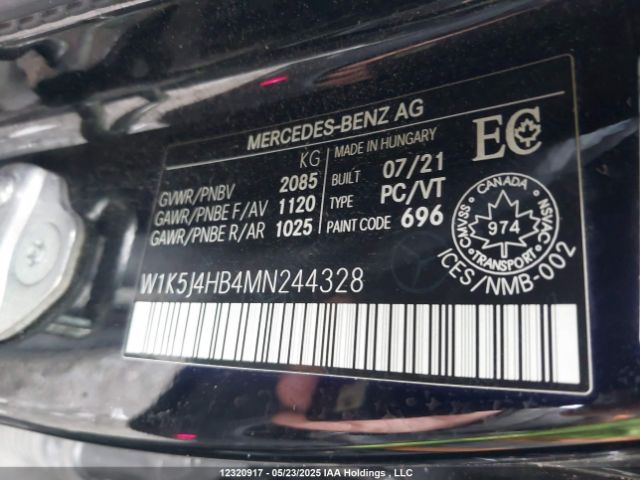 MERCEDES-BENZ AG
KG MADE IN HUNGARY
GVWR/PNBV 2085 BUILT 07/21
GAWR/PNBE F/AV 1120 TYPE PC/VT
GAWR/PNBE R/AR 1025 PAINT CODE 696
EC
CANADA
CMVSS NSVAC
974
TRANSPORT
ICES/NMB-002
W1K5J4HB4MN244328
12320917 - 05/23/2025 IAA Holdings , LLC